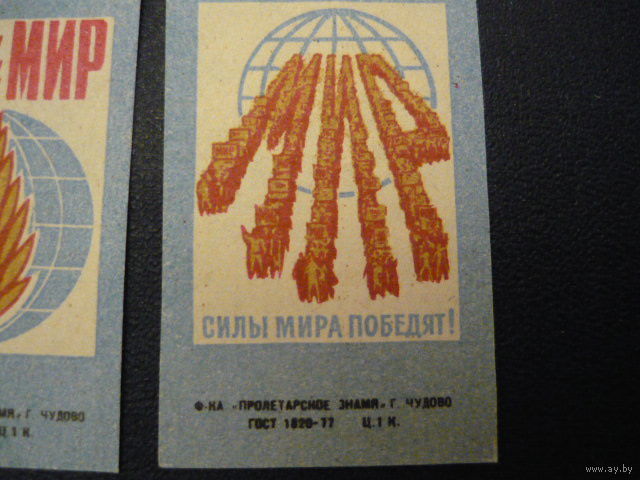 МИР
МИР
СИЛЫ МИРА ПОБЕДЯТ!
Ф-КА „ПРОЛЕТАРСКОЕ ЗНАМЯ„ Г. ЧУДОВО
ГОСТ 1820-77 Ц.1 К.
Г. ЧУДОВО
Ц.1 К.
www.ay.by